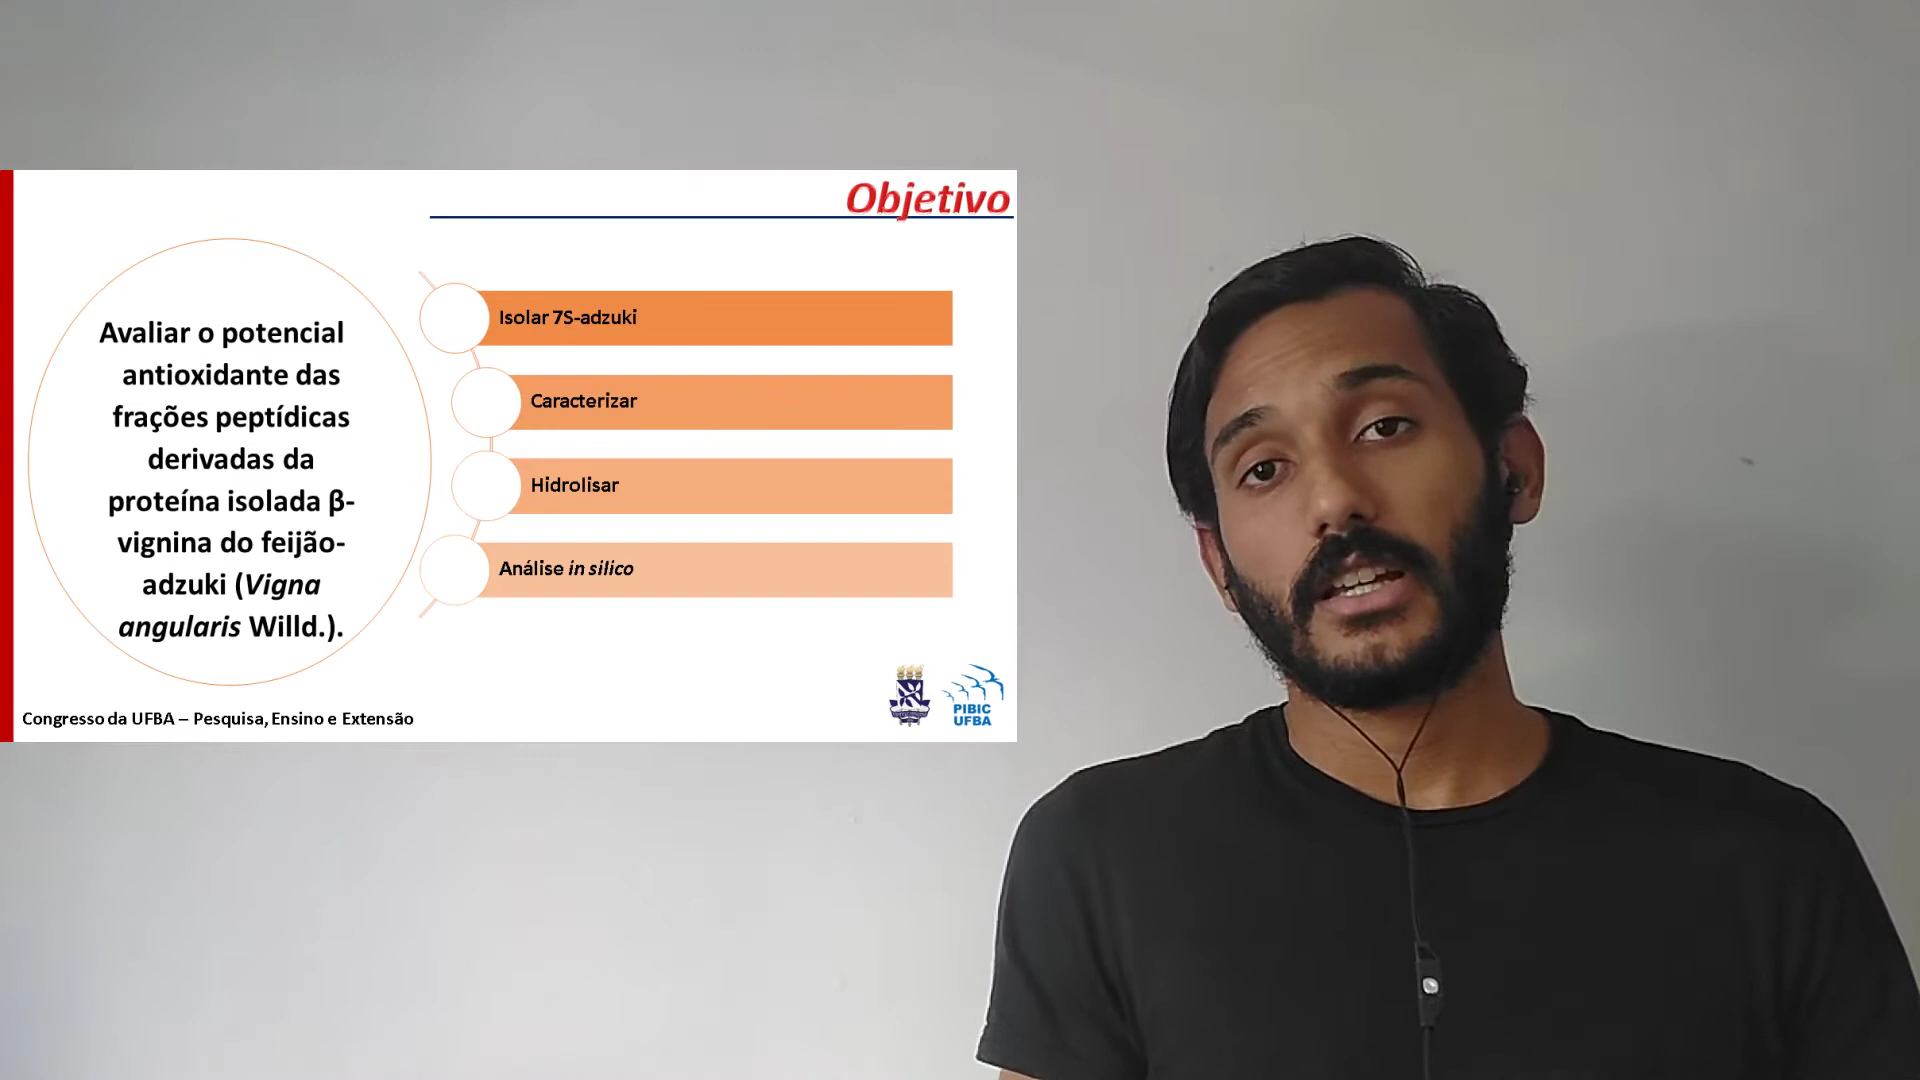 Objetivo
Avaliar o potencial
antioxidante das
frações peptídicas
derivadas da
proteína isolada β-
vignina do feijão-
adzuki (Vigna
angularis Willd.).
Isolar 7S-adzuki
Caracterizar
Hidrolisar
Análise in silico
Congresso da UFBA – Pesquisa, Ensino e Extensão
PIBIC
UFBA